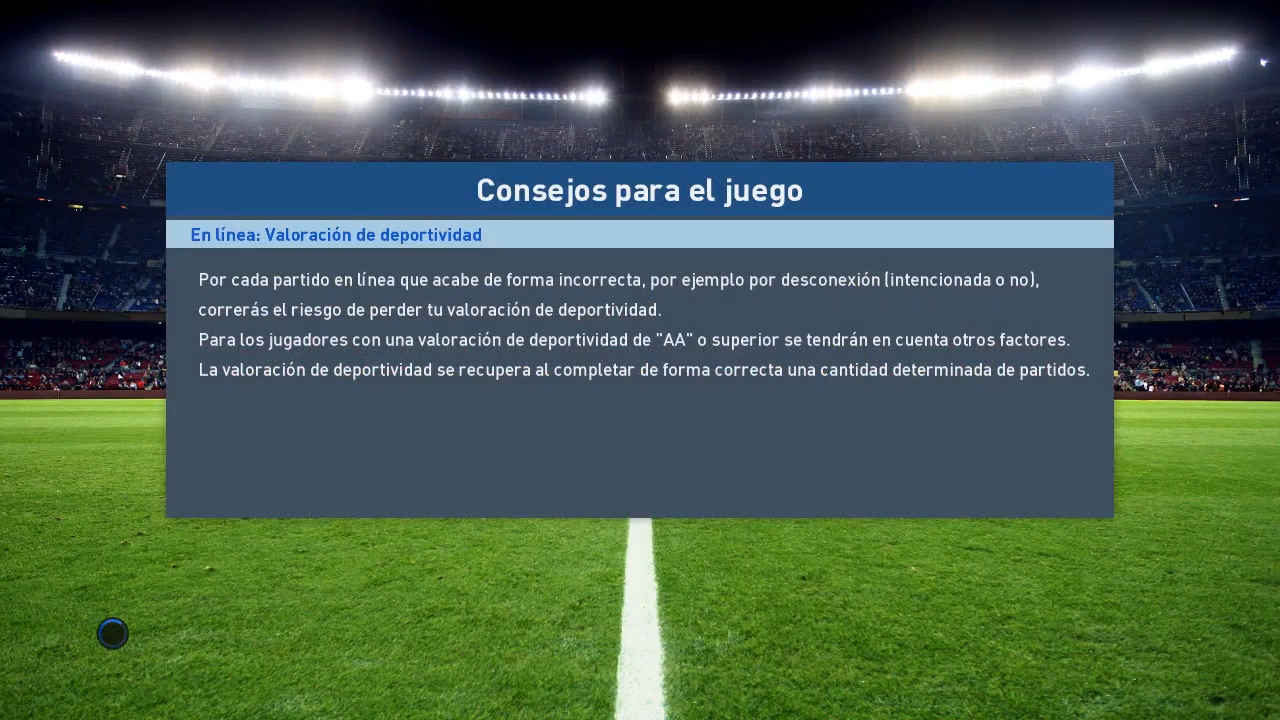 Consejos para el juego
En línea: Valoración de deportividad
Por cada partido en línea que acabe de forma incorrecta, por ejemplo por desconexión (intencionada o no),
correrás el riesgo de perder tu valoración de deportividad.
Para los jugadores con una valoración de deportividad de "AA" o superior se tendrán en cuenta otros factores.
La valoración de deportividad se recupera al completar de forma correcta una cantidad determinada de partidos.